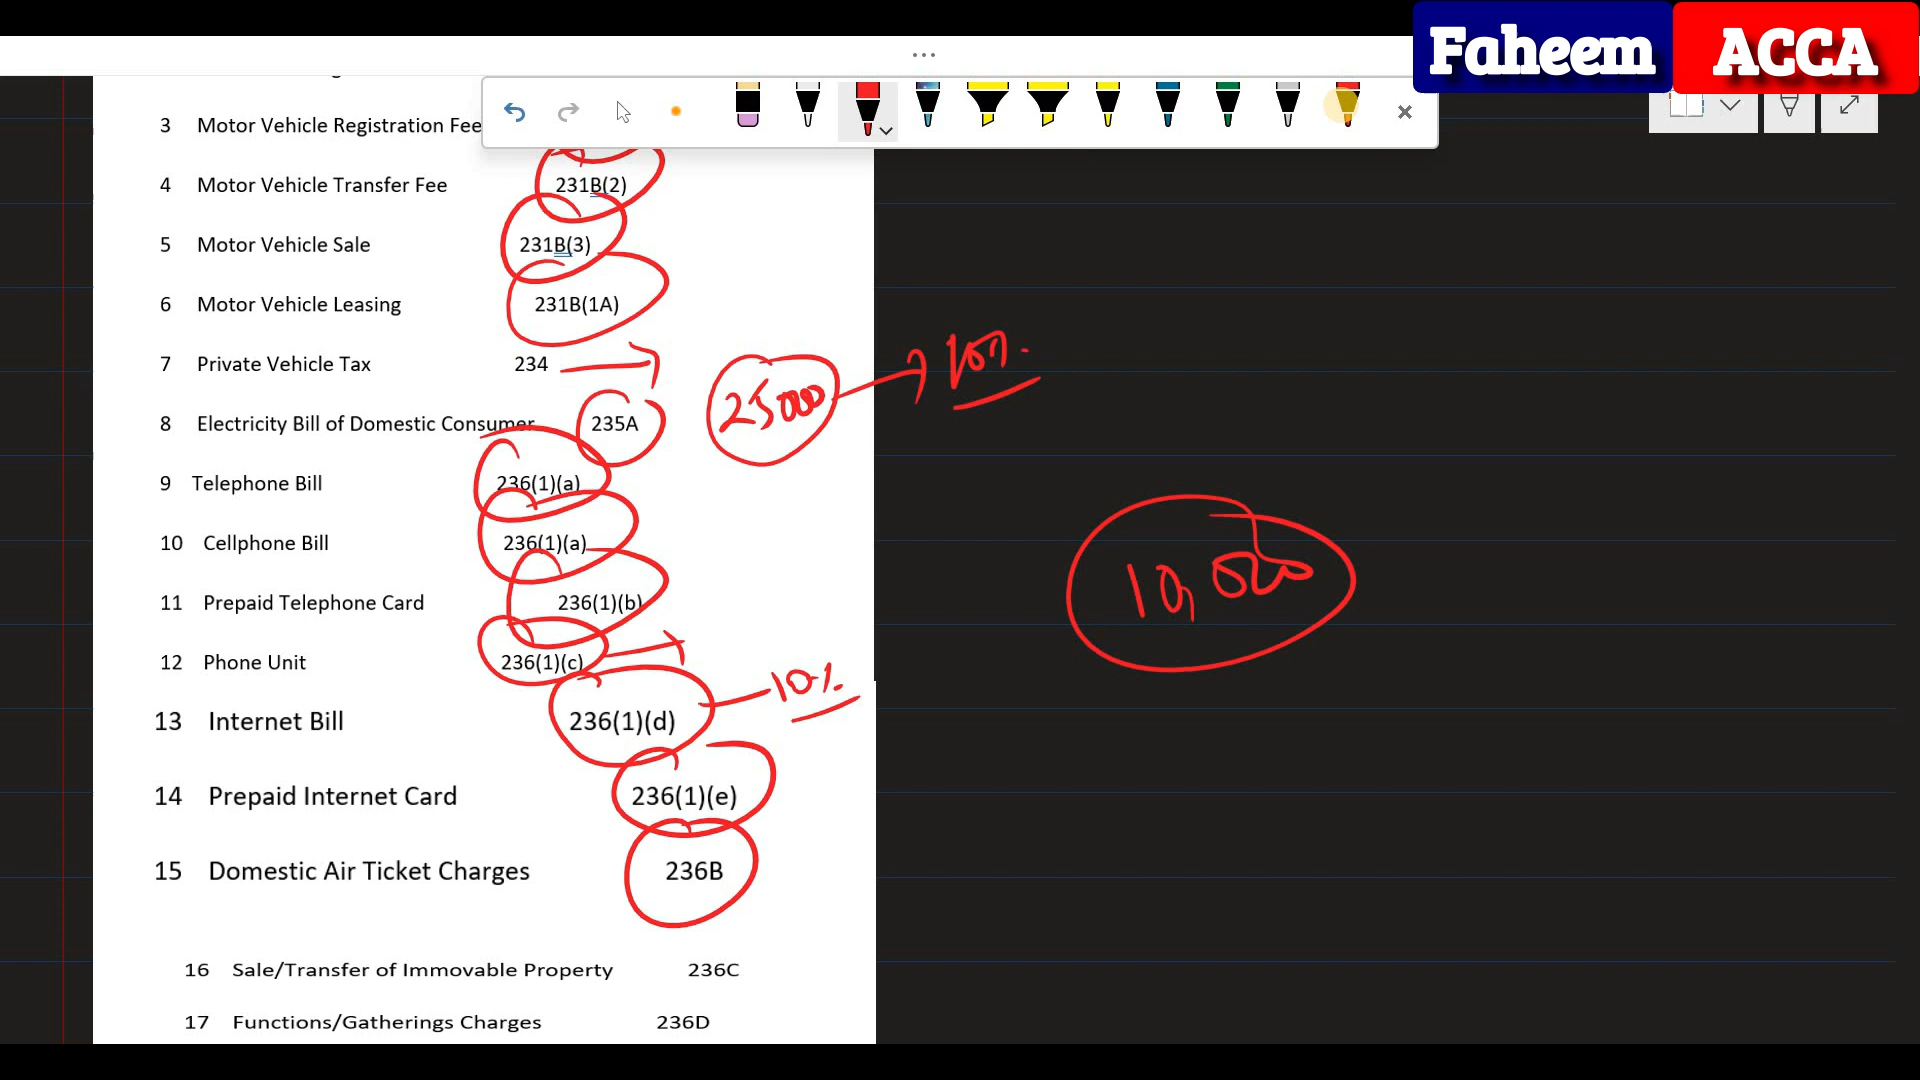 Faheem ACCA
3 Motor Vehicle Registration Fee
4 Motor Vehicle Transfer Fee 231B(2)
5 Motor Vehicle Sale 231B(3)
6 Motor Vehicle Leasing 231B(1A)
7 Private Vehicle Tax 234
8 Electricity Bill of Domestic Consumer 235A
25000
10%
9 Telephone Bill 236(1)(a)
10 Cellphone Bill 236(1)(a)
11 Prepaid Telephone Card 236(1)(b)
10,000
12 Phone Unit 236(1)(c)
13 Internet Bill 236(1)(d)
10%
14 Prepaid Internet Card 236(1)(e)
15 Domestic Air Ticket Charges 236B
16 Sale/Transfer of Immovable Property 236C
17 Functions/Gatherings Charges 236D